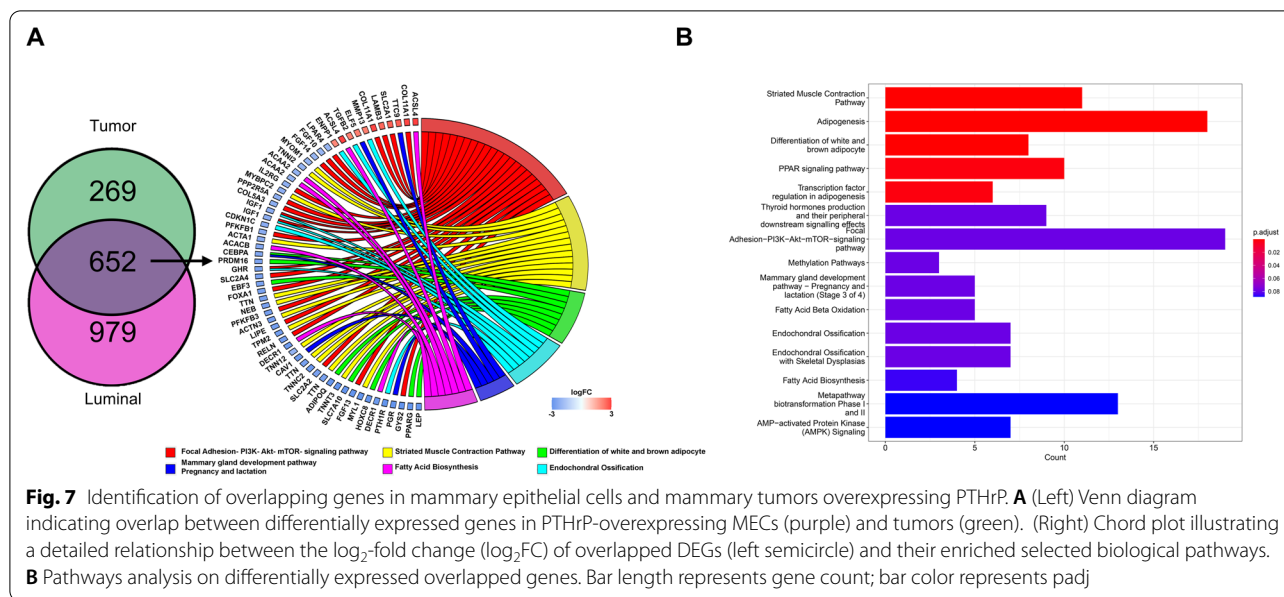 A
Tumor
269
652
979
Luminal
ACSL4
COL11A1
TTC9
SLC2A1
LAMB3
COL11A1
MMP13
ELF5
TGFB2
ACSL4
ENPP1
LPAR4
FGF10
FGF14
MYOM1
TNNI2
ACAA2
ACAA2
IL2RG
MYBPC2
PPP2R5A
COL5A3
IGF1
IGF1
CDKN1C
PFKFB1
ACTA1
ACACB
CEBPA
PRDM16
GHR
SLC2A4
EBF3
FOXA1
TTN
NEB
PFKFB3
ACTN3
LIPE
TPM2
RELN
DECR1
TNN12
CAV1
TTN
TNNC2
SLC2A2
TTN
ADIPOQ
TNNT3
SLC7A10
FGF13
MYL1
HOXC8
DECR1
PTH1R
PGR
GYS2
PPARG
LEP
logFC
-3 3
Focal Adhesion- PI3K- Akt- mTOR- signaling pathway
Striated Muscle Contraction Pathway
Differentiation of white and brown adipocyte
Mammary gland development pathway
Pregnancy and lactation
Fatty Acid Biosynthesis
Endochondral Ossification
B
Striated Muscle Contraction
Pathway
Adipogenesis
Differentiation of white and
brown adipocyte
PPAR signaling pathway
Transcription factor
regulation in adipogenesis
Thyroid hormones production
and their peripheral
downstream signalling effects
Focal
Adhesion−PI3K−Akt−mTOR−signaling
pathway
Methylation Pathways
Mammary gland development
pathway − Pregnancy and
lactation (Stage 3 of 4)
Fatty Acid Beta Oxidation
Endochondral Ossification
Endochondral Ossification
with Skeletal Dysplasias
Fatty Acid Biosynthesis
Metapathway
biotransformation Phase I
and II
AMP−activated Protein Kinase
(AMPK) Signaling
0 5 10 15
Count
p.adjust
0.02
0.04
0.06
0.08
Fig. 7 Identification of overlapping genes in mammary epithelial cells and mammary tumors overexpressing PTHrP. A (Left) Venn diagram
indicating overlap between differentially expressed genes in PTHrP-overexpressing MECs (purple) and tumors (green). (Right) Chord plot illustrating
a detailed relationship between the log2-fold change (log2FC) of overlapped DEGs (left semicircle) and their enriched selected biological pathways.
B Pathways analysis on differentially expressed overlapped genes. Bar length represents gene count; bar color represents padj